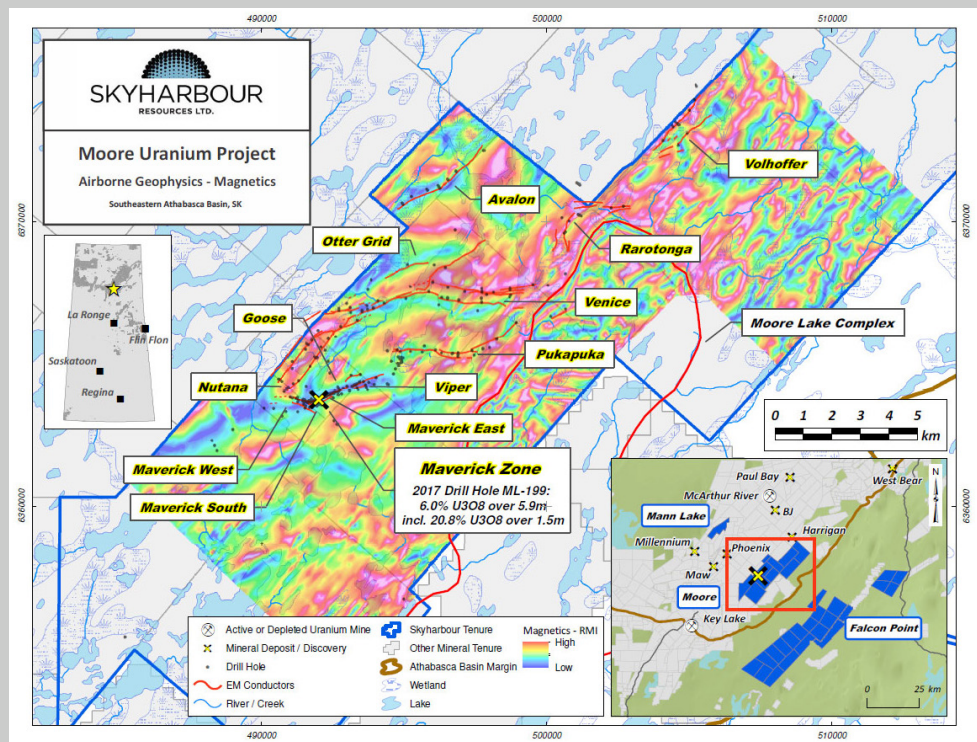 490000
500000
510000
SKYHARBOUR
RESOURCES LTD.
Moore Uranium Project
Airborne Geophysics - Magnetics
Southeastern Athabasca Basin, SK
6370000
6370000
6360000
6360000
La Ronge
Flin Flon
Saskatoon
Regina
Volhoffer
Avalon
Otter Grid
Rarotonga
Venice
Goose
Moore Lake Complex
Pukapuka
Nutana
Viper
Maverick East
Maverick West
Maverick South
Maverick Zone
2017 Drill Hole ML-199:
6.0% U3O8 over 5.9m
incl. 20.8% U3O8 over 1.5m
0 1 2 3 4 5
km
Paul Bay
West Bear
N
McArthur River
BJ
Mann Lake
Harrigan
Millennium
Phoenix
Maw
Moore
Key Lake
Falcon Point
0 25 km
Active or Depleted Uranium Mine
Mineral Deposit / Discovery
Drill Hole
EM Conductors
River / Creek
Skyharbour Tenure
Other Mineral Tenure
Athabasca Basin Margin
Wetland
Lake
Magnetics - RMI
High
Low
490000
500000
510000